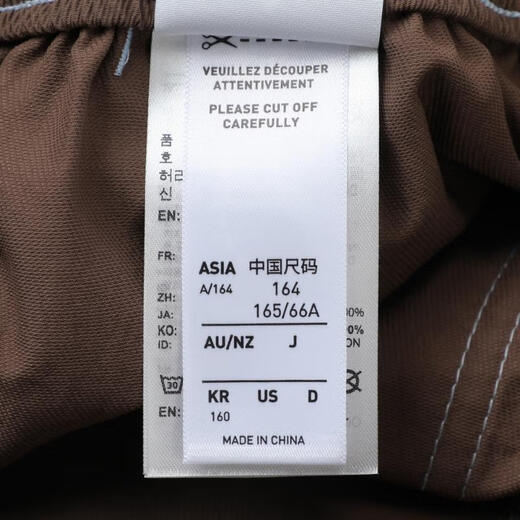 VEUILLEZ DÉCOUPER
ATTENTIVEMENT
PLEASE CUT OFF
CAREFULLY
품
호
허리
신
EN:
FR:
ASIA 中国尺码
A/164 164
ZH:
165/66A
JA:
KO:
ID:
AU/NZ J
KR US D
160
30
EN:
MADE IN CHINA